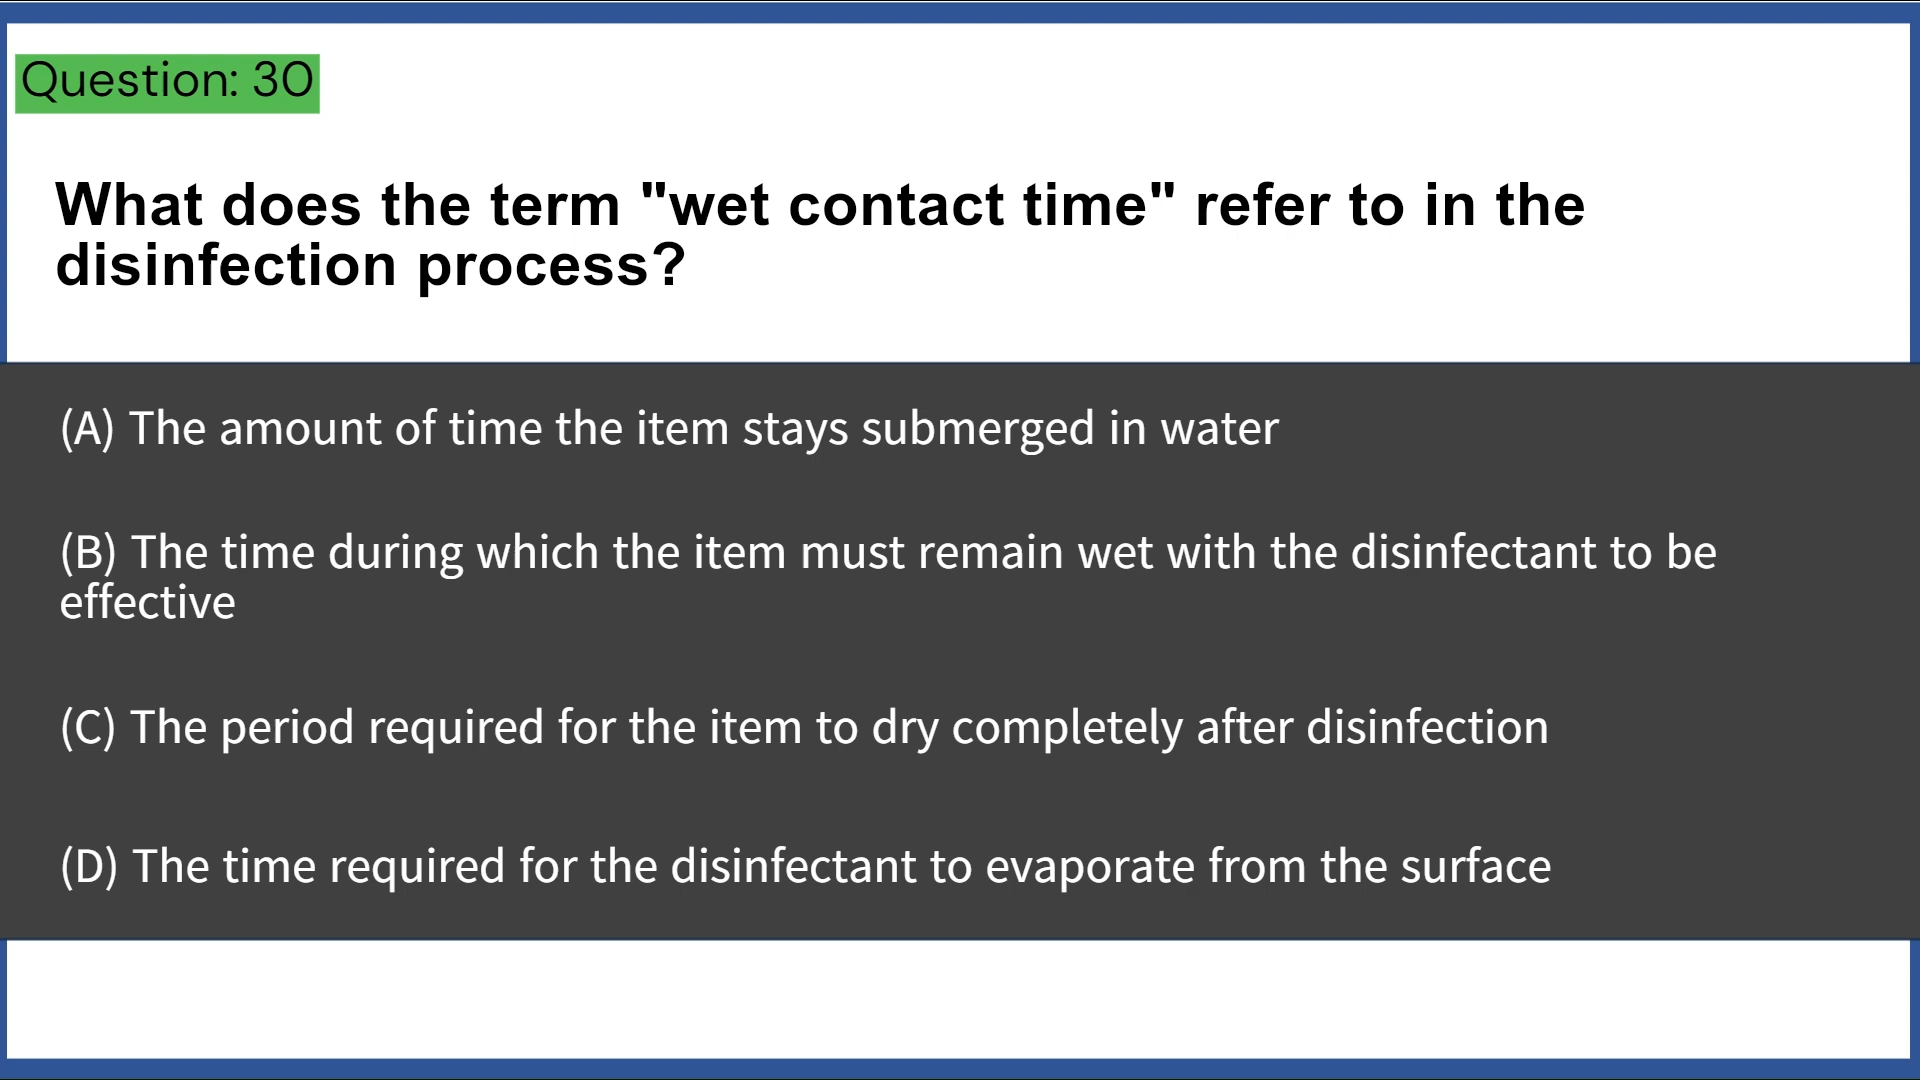 Question: 30
What does the term "wet contact time" refer to in the
disinfection process?
(A) The amount of time the item stays submerged in water
(B) The time during which the item must remain wet with the disinfectant to be
effective
(C) The period required for the item to dry completely after disinfection
(D) The time required for the disinfectant to evaporate from the surface